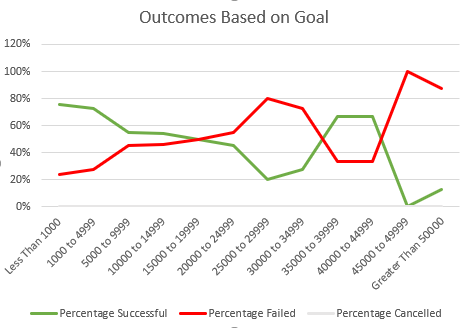 Outcomes Based on Goal
120%
100%
80%
60%
40%
20%
0%
Less Than 1000
1000 to 4999
5000 to 9999
10000 to 14999
15000 to 19999
20000 to 24999
25000 to 29999
30000 to 34999
35000 to 39999
40000 to 44999
45000 to 49999
Greater Than 50000
Percentage Successful
Percentage Failed
Percentage Cancelled